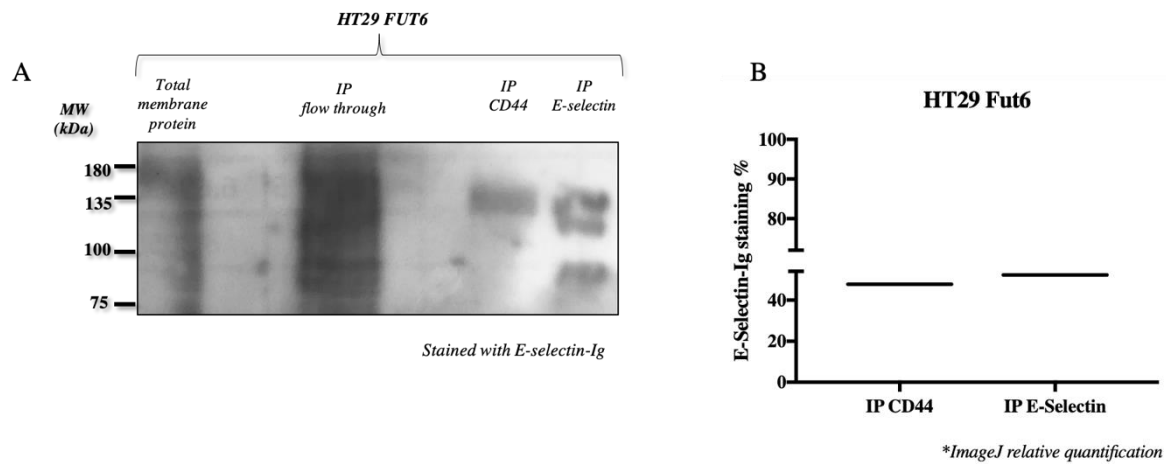 HT29 FUT6
A
Total
membrane
protein
IP
flow through
IP
CD44
IP
E-selectin
MW
(kDa)
180
135
100
75
Stained with E-selectin-Ig
B
HT29 Fut6
E-Selectin-Ig staining %
100
90
80
40
20
0
IP CD44
IP E-Selectin
*ImageJ relative quantification